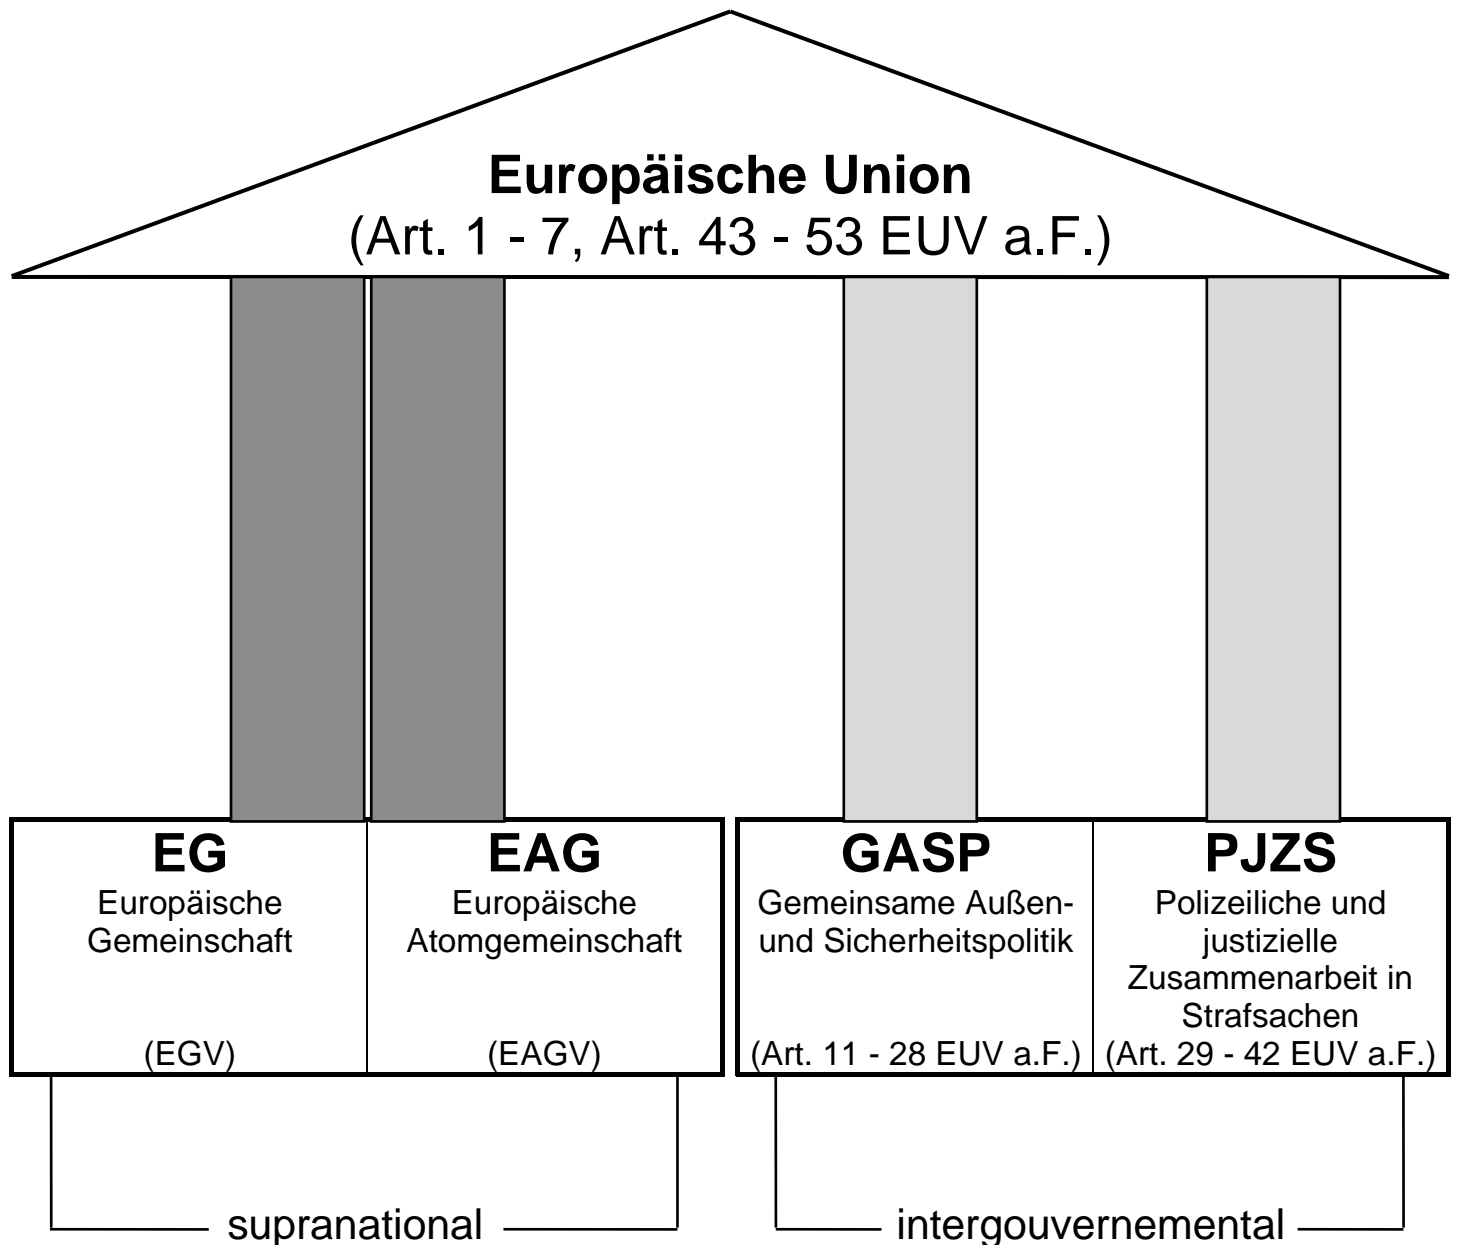 Europäische Union
(Art. 1 - 7, Art. 43 - 53 EUV a.F.)
EG
Europäische
Gemeinschaft
(EGV)
EAG
Europäische
Atomgemeinschaft
(EAGV)
GASP
Gemeinsame Außen-
und Sicherheitspolitik
(Art. 11 - 28 EUV a.F.)
PJZS
Polizeiliche und
justizielle
Zusammenarbeit in
Strafsachen
(Art. 29 - 42 EUV a.F.)
supranational
intergouvernemental